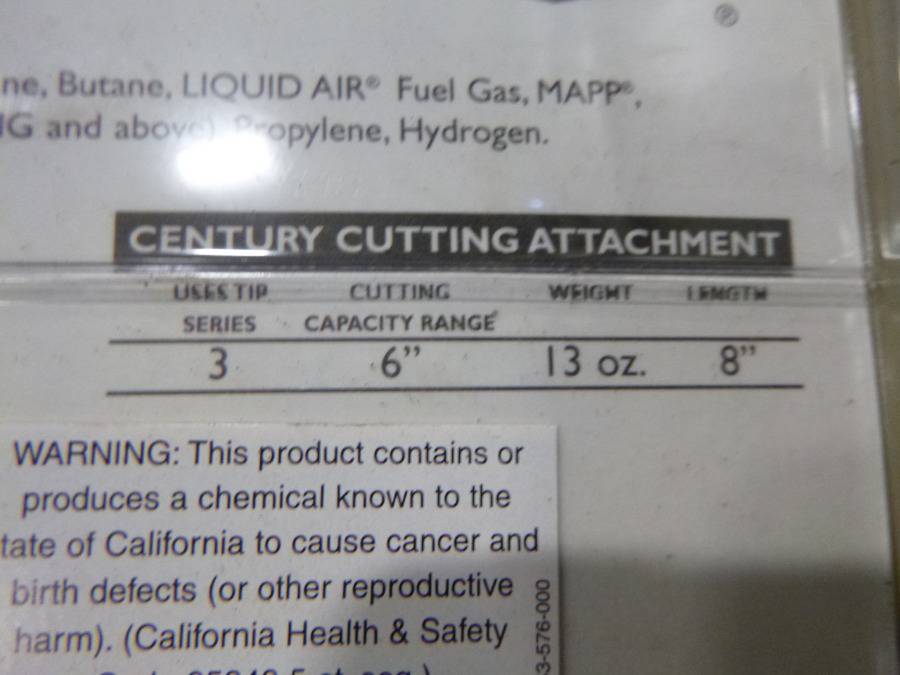 ®
ne, Butane, LIQUID AIR® Fuel Gas, MAPP®,
G and above) Propylene, Hydrogen.
CENTURY CUTTING ATTACHMENT
USES TIP CUTTING WEIGHT LENGTH
SERIES CAPACITY RANGE
3 6” 13 oz. 8”
WARNING: This product contains or
produces a chemical known to the
tate of California to cause cancer and
birth defects (or other reproductive
harm). (California Health & Safety
3-576-000